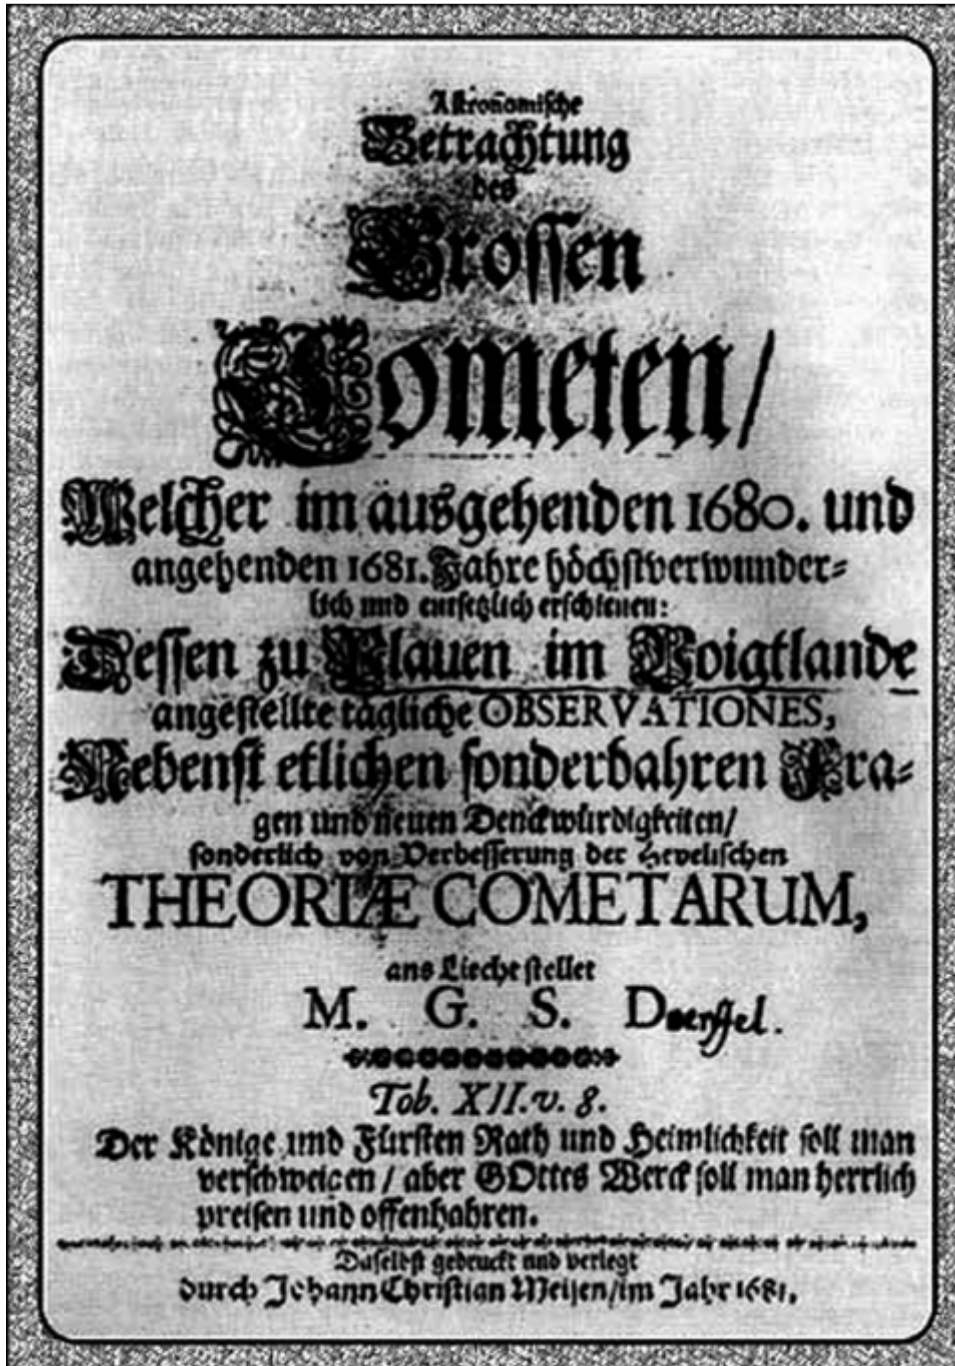 Astronomische
Betrachtung
des
Grossen
Cometen/
Welcher im ausgehenden 1680. und
angehenden 1681. Jahre höchstverwunder=
lich und entsetzlich erschienen:
Dessen zu Plauen im Voigtlande
angestellte tägliche OBSERVATIONES,
Nebenst etlichen sonderbahren Fra=
gen und neuen Denckwürdigkeiten/
sonderlich von Verbesserung der Hevelischen
THEORIÆ COMETARUM,
ans Liecht stellet
M. G. S. Doerffel.
Tob. XII. v. 8.
Der Könige und Fürsten Rath und Heimlichkeit soll man
verschweigen / aber GOttes Werck soll man herrlich
preisen und offenbahren.
Daselbst gedruckt und verlegt
durch Johann Christian Meisen/im Jahr 1681.